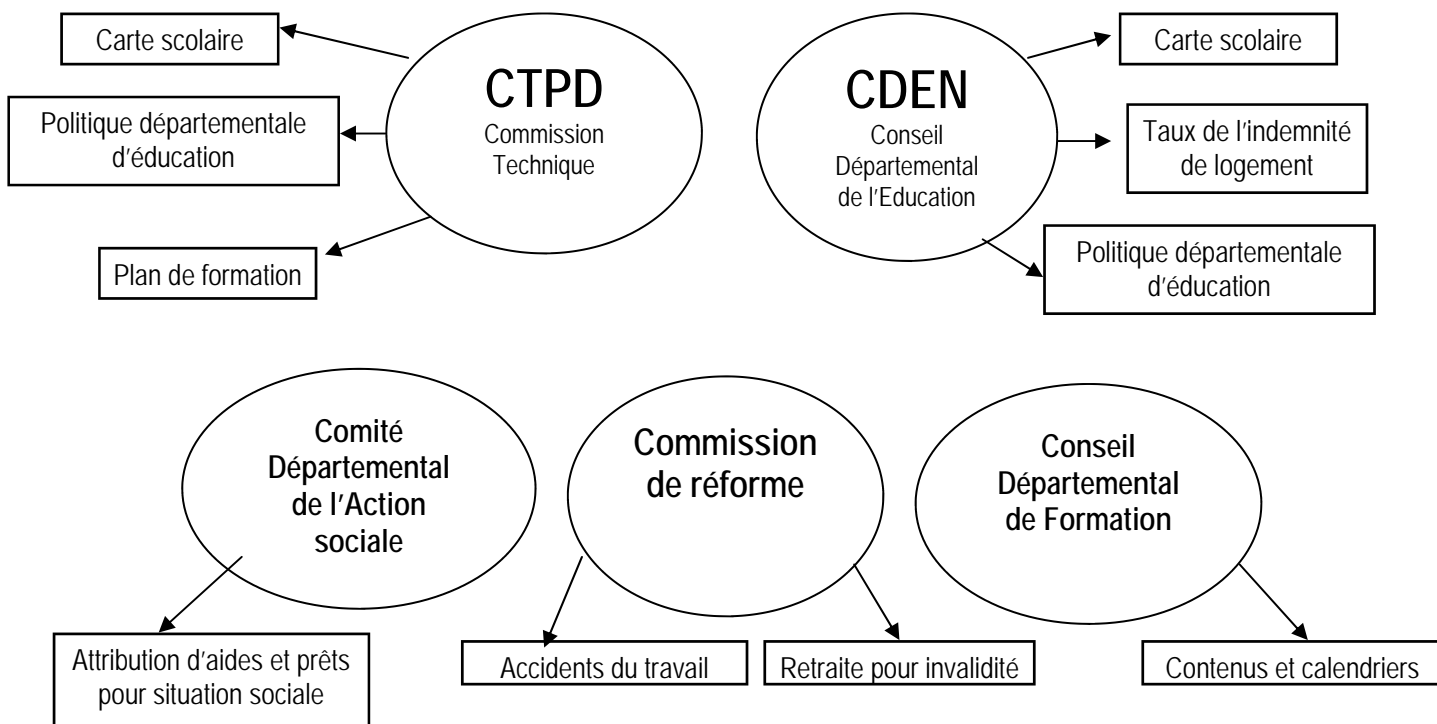 Carte scolaire
Politique départementale
d'éducation
Plan de formation
CTPD
Commission
Technique
CDEN
Conseil
Départemental
de l'Education
Carte scolaire
Taux de l'indemnité
de logement
Politique départementale
d'éducation
Comité
Départemental
de l'Action
sociale
Attribution d'aides et prêts
pour situation sociale
Commission
de réforme
Accidents du travail
Retraite pour invalidité
Conseil
Départemental
de Formation
Contenus et calendriers